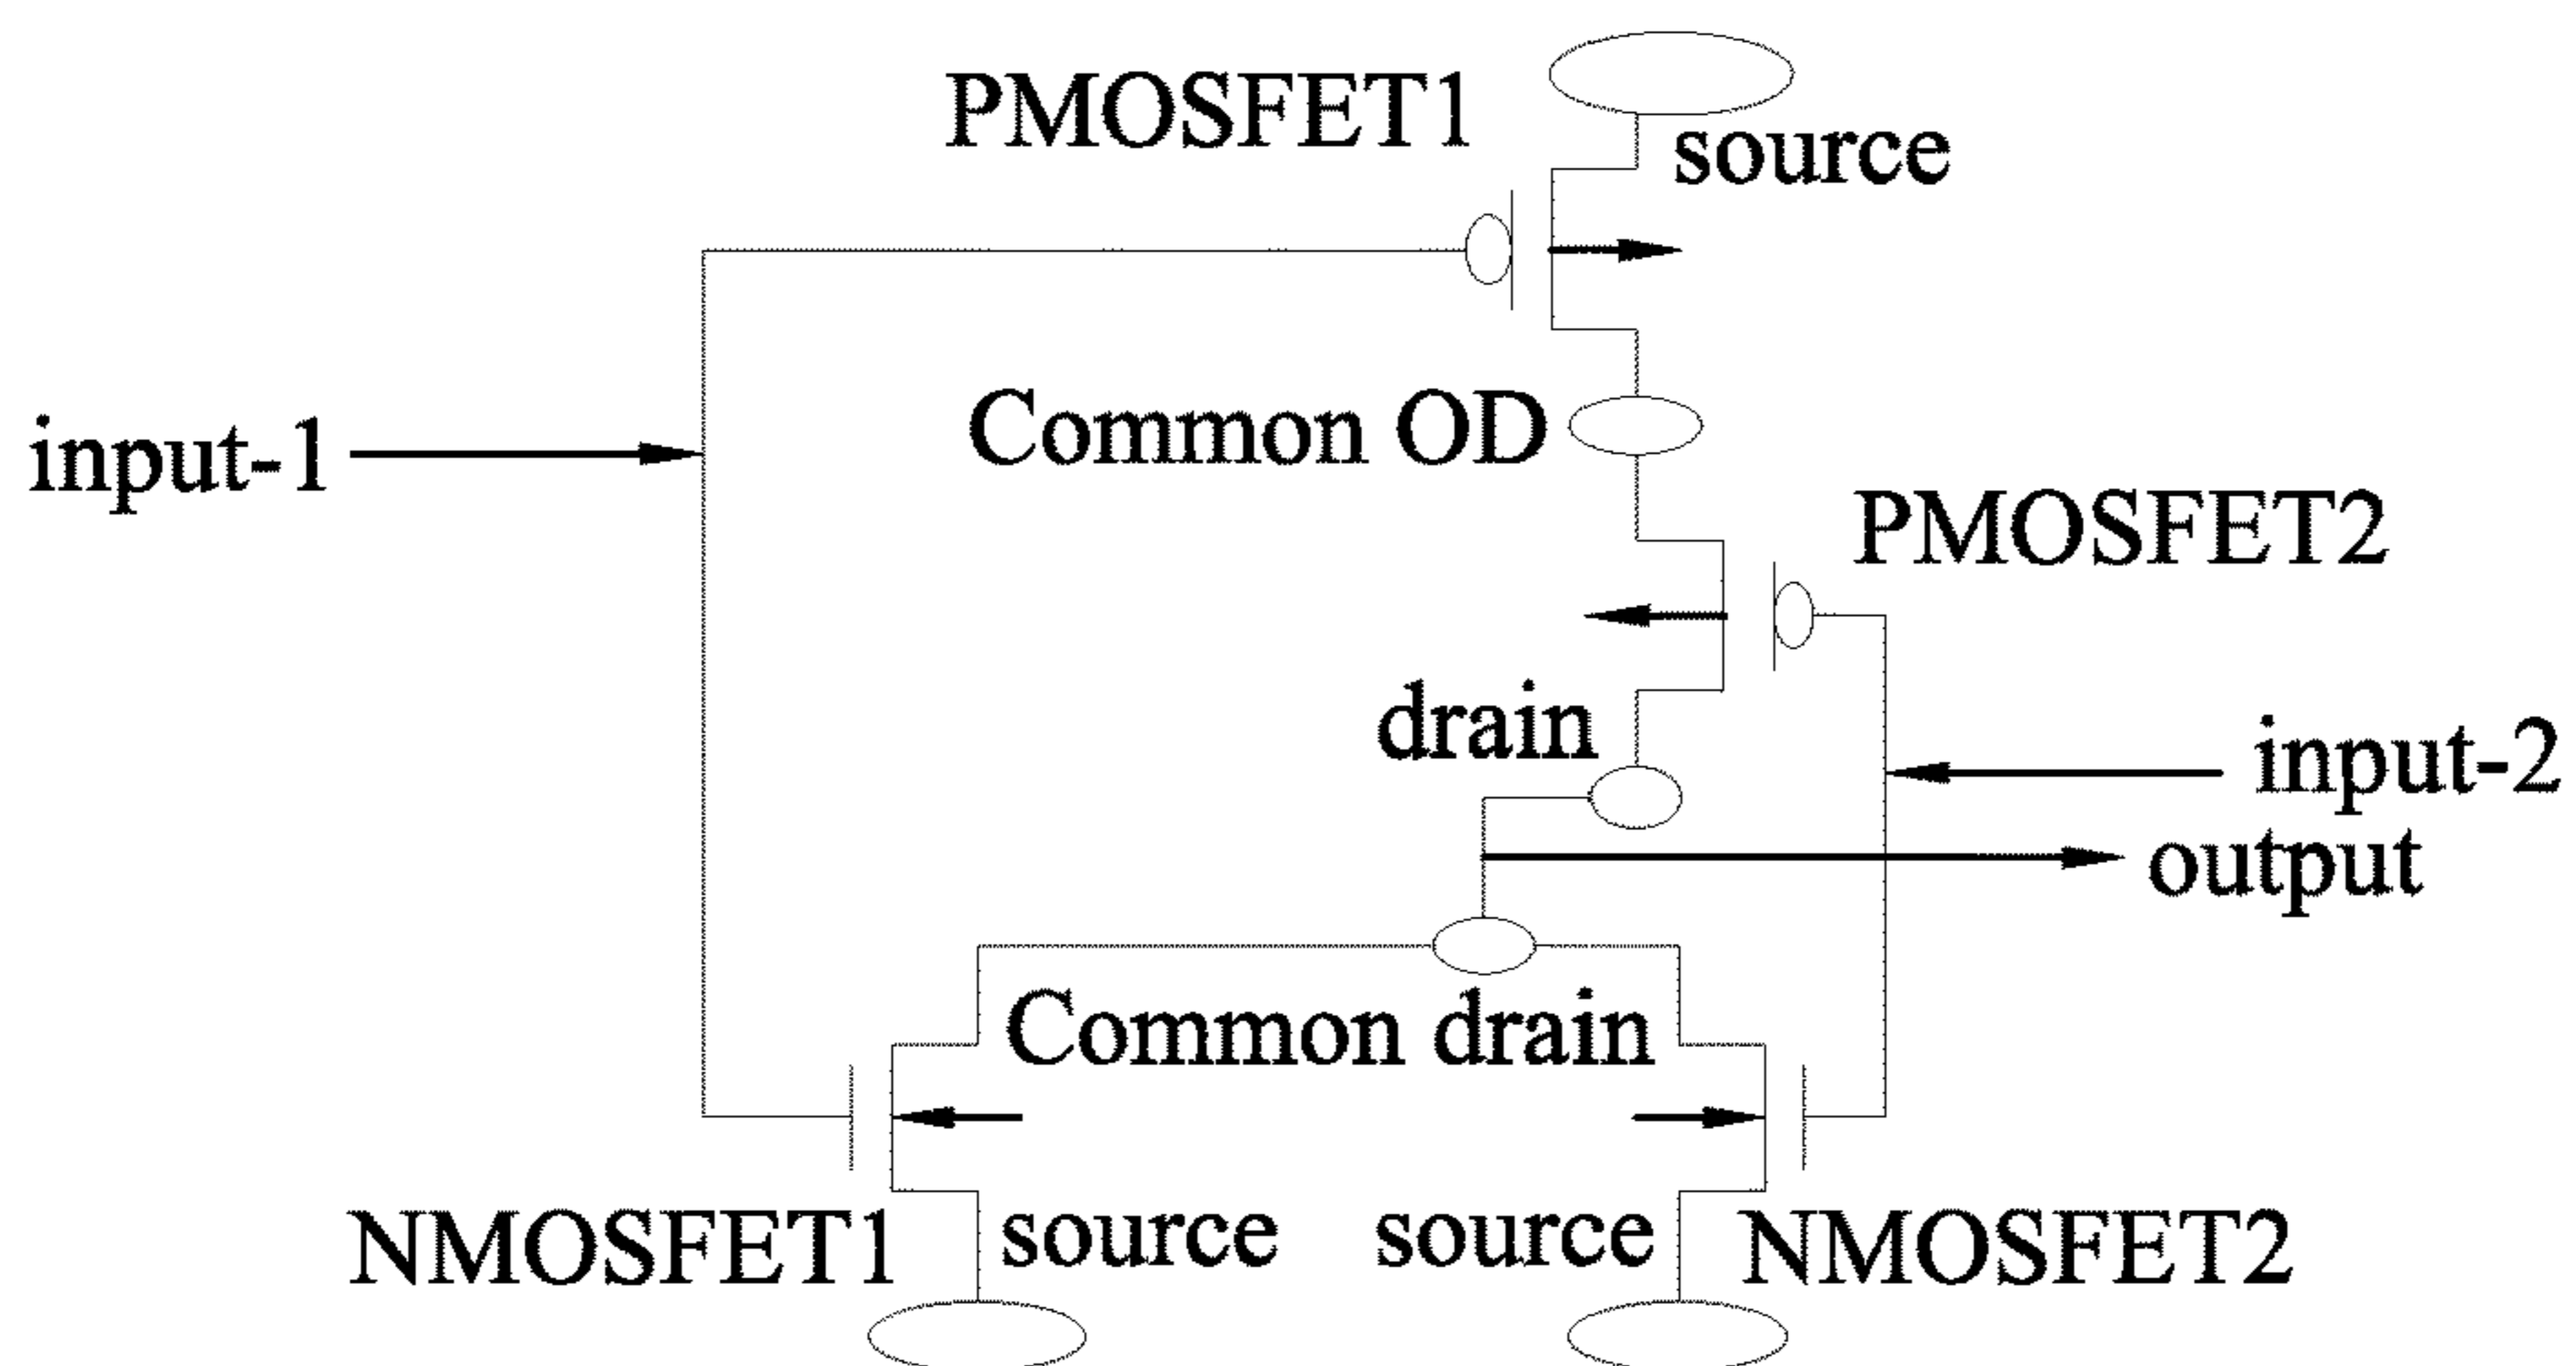 PMOSFET1
source
input-1
Common OD
PMOSFET2
drain
input-2
output
Common drain
NMOSFET1
source
source
NMOSFET2